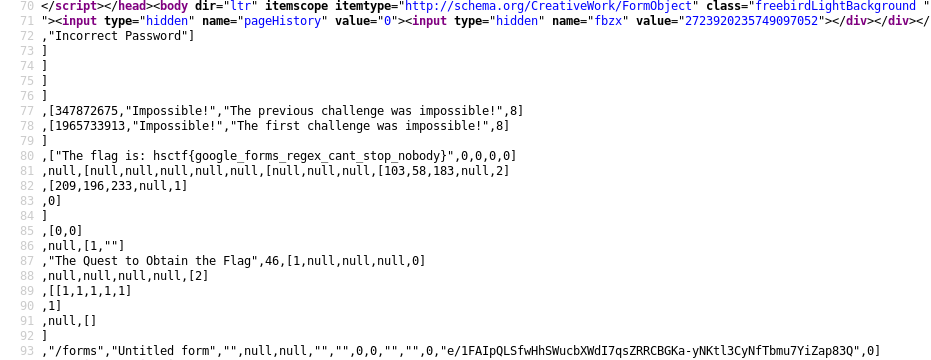 70 </script></head><body dir="ltr" itemscope itemtype="http://schema.org/CreativeWork/FormObject" class="freebirdLightBackground "
71 "><input type="hidden" name="pageHistory" value="0"><input type="hidden" name="fbzx" value="2723920235749097052"></div></div></
72 ,"Incorrect Password"]
73 ]
74 ]
75 ]
76 ]
77 ,[347872675,"Impossible!","The previous challenge was impossible!",8]
78 ,[1965733913,"Impossible!","The first challenge was impossible!",8]
79 ]
80 ,["The flag is: hsctf{google_forms_regex_cant_stop_nobody}",0,0,0,0]
81 ,null,[null,null,null,null,null,[null,null,null,[103,58,183,null,2]
82 ,[209,196,233,null,1]
83 ,0]
84 ]
85 ,[0,0]
86 ,null,[1,""]
87 ,"The Quest to Obtain the Flag",46,[1,null,null,null,0]
88 ,null,null,null,null,[2]
89 ,[[1,1,1,1,1]
90 ,1]
91 ,null,[]
92 ]
93 ,"/forms","Untitled form","",null,null,"","",0,0,"","",0,"e/1FAIpQLSfwHhSWucbXWdI7qsZRRCBGKa-yNKtl3CyNfTbmu7YiZap83Q",0]